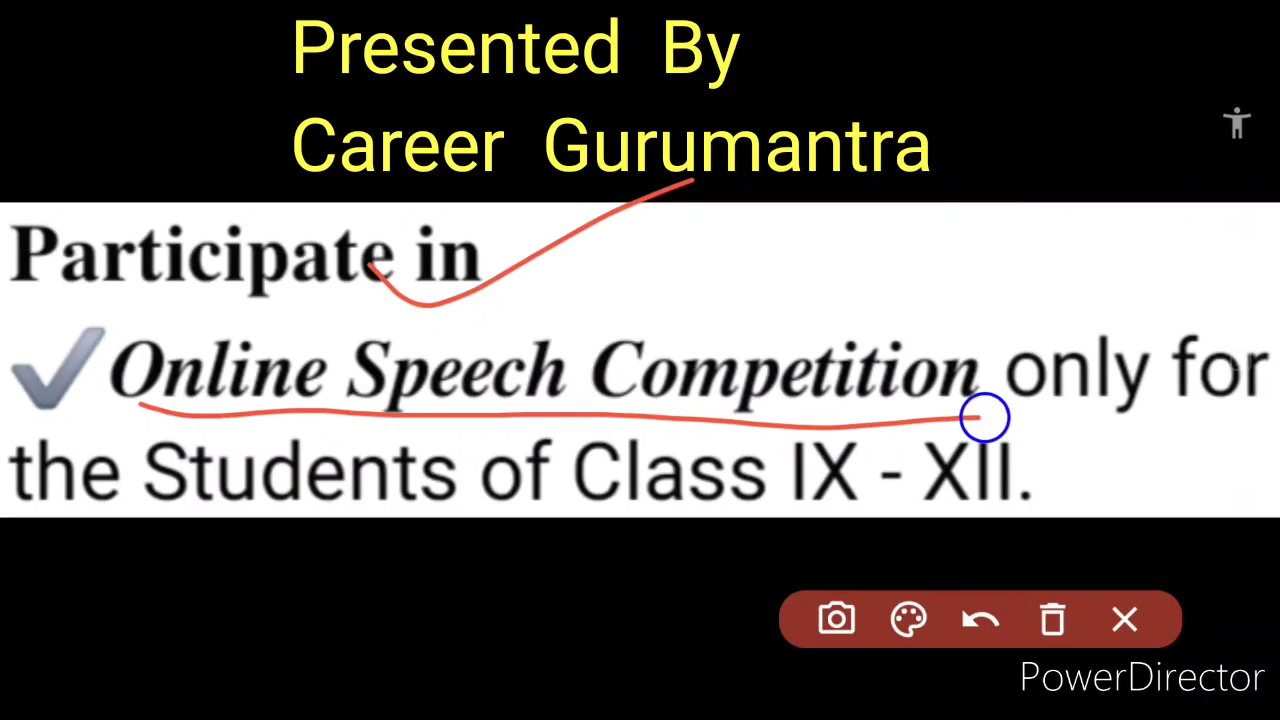 Presented By
Career Gurumantra
Participate in
✔Online Speech Competition only for
the Students of Class IX - XII.
PowerDirector